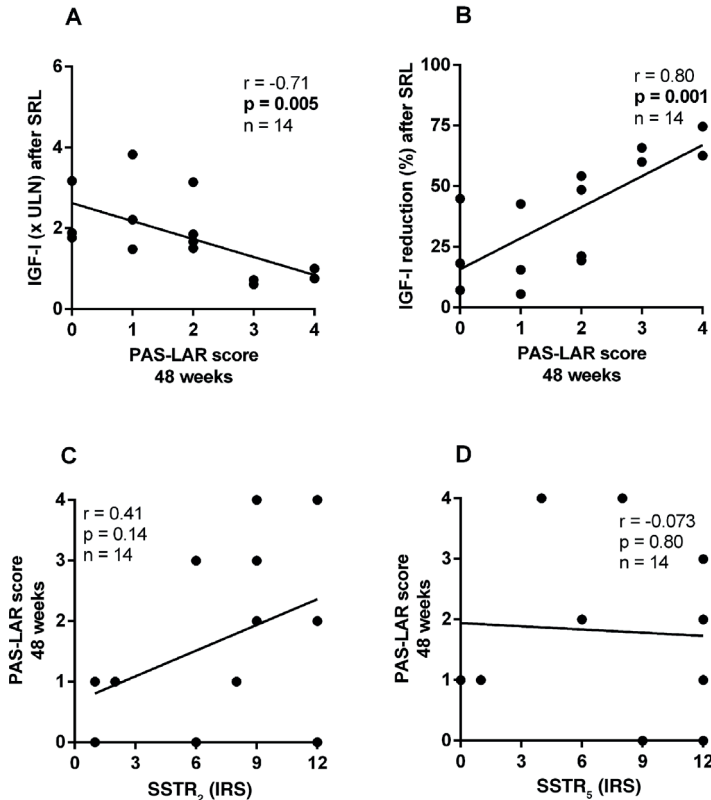 A
r = -0.71
p = 0.005
n = 14
IGF-I (x ULN) after SRL
6
4
2
0
0 1 2 3 4
PAS-LAR score
48 weeks
B
r = 0.80
p = 0.001
n = 14
IGF-I reduction (%) after SRL
100
75
50
25
0
0 1 2 3 4
PAS-LAR score
48 weeks
C
r = 0.41
p = 0.14
n = 14
PAS-LAR score
48 weeks
4
3
2
1
0
0 3 6 9 12
SSTR₂ (IRS)
D
r = -0.073
p = 0.80
n = 14
PAS-LAR score
48 weeks
4
3
2
1
0
0 3 6 9 12
SSTR₅ (IRS)